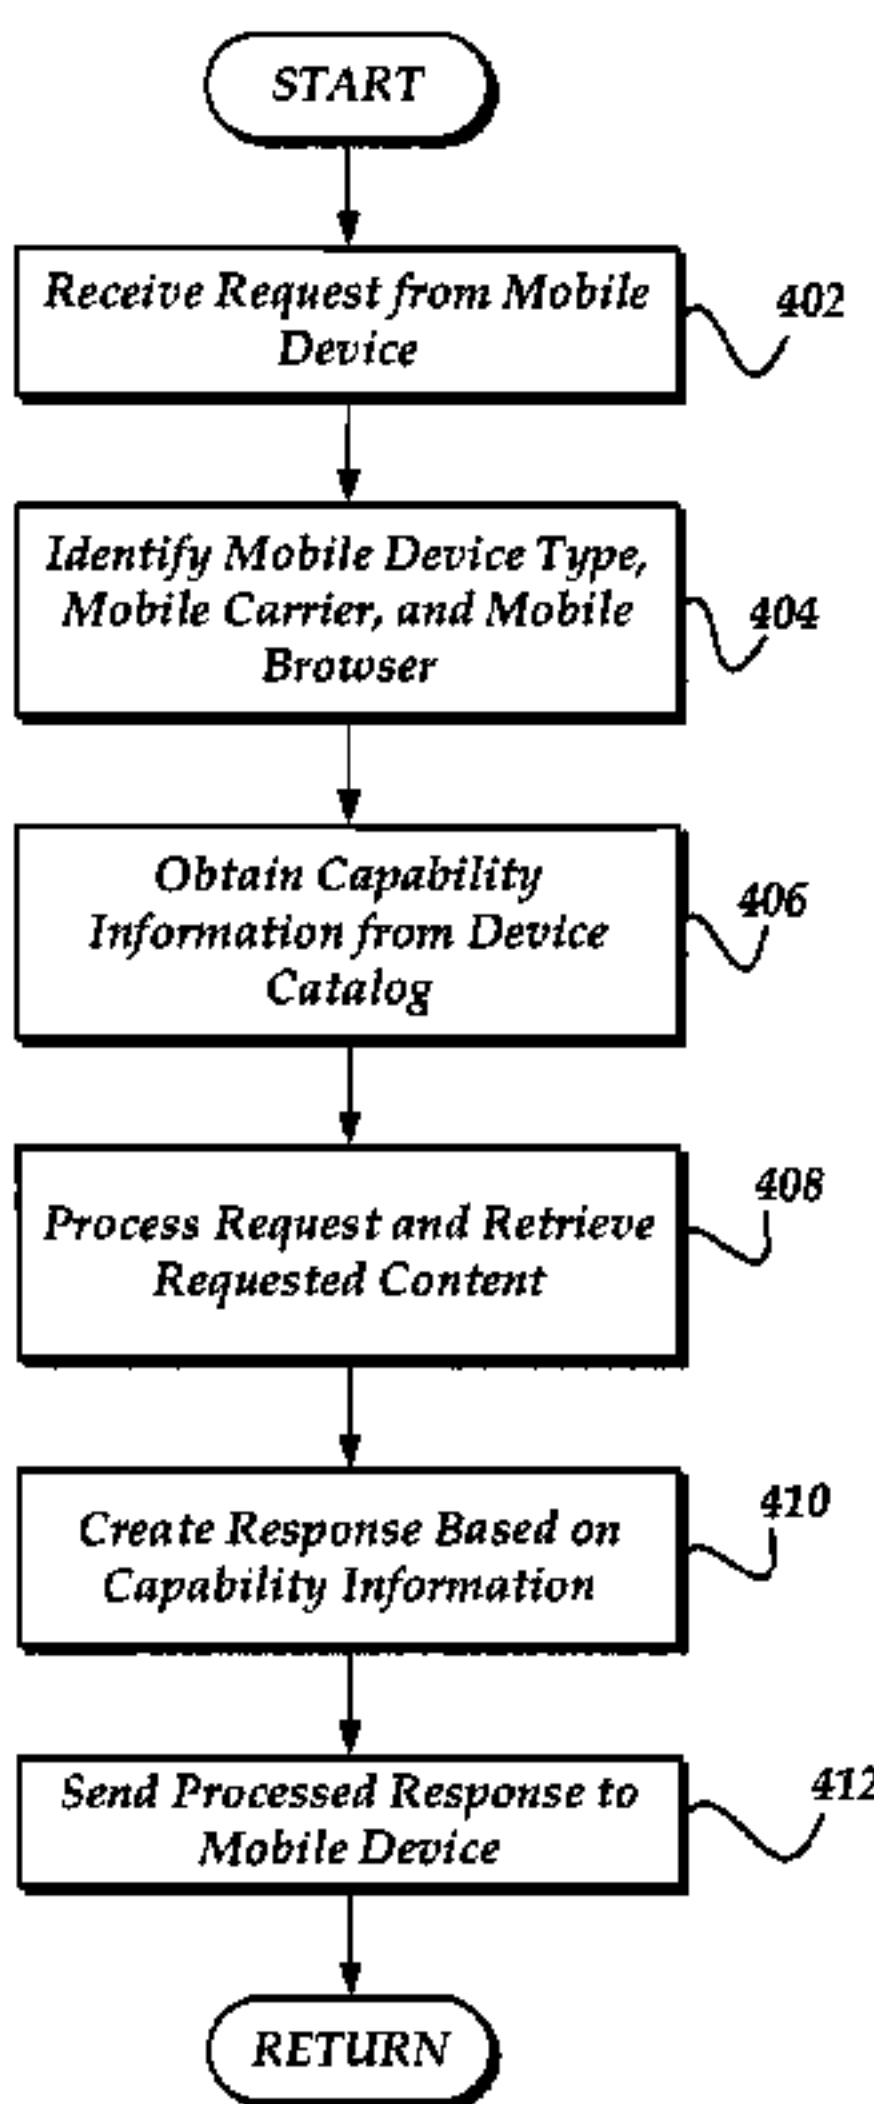 START
Receive Request from Mobile
Device
402
Identify Mobile Device Type,
Mobile Carrier, and Mobile
Browser
404
Obtain Capability
Information from Device
Catalog
406
Process Request and Retrieve
Requested Content
408
Create Response Based on
Capability Information
410
Send Processed Response to
Mobile Device
412
RETURN